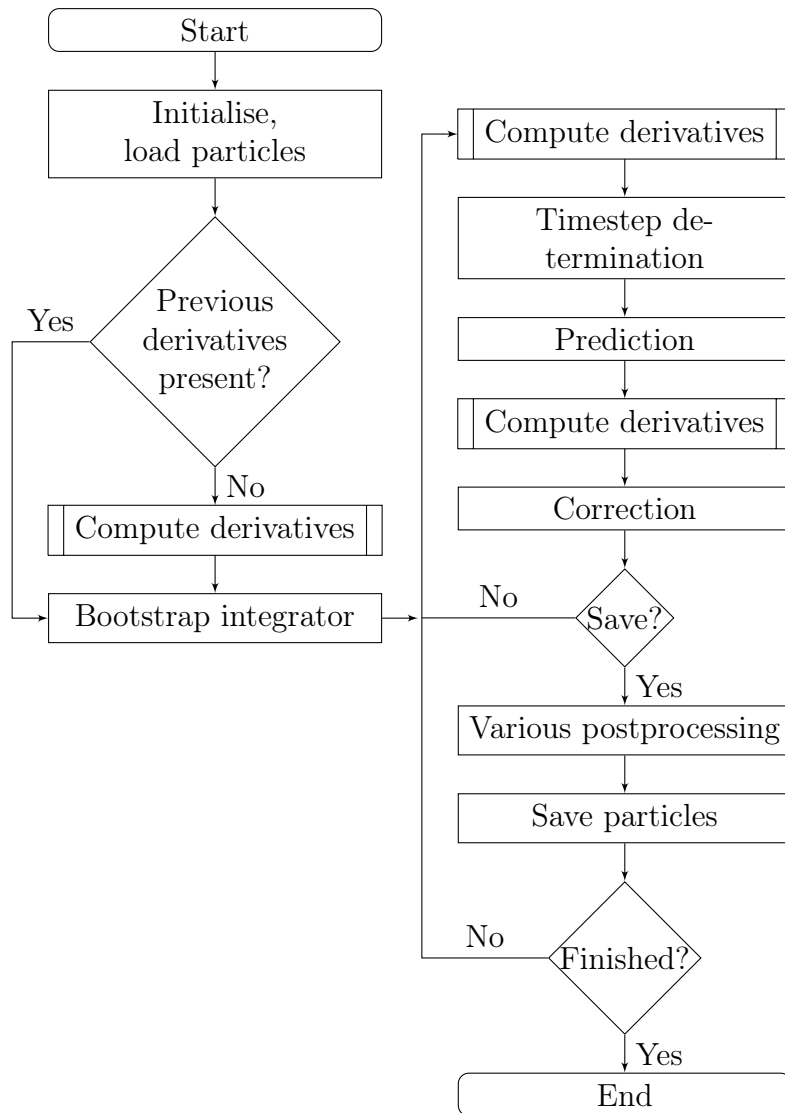 Start
Initialise,
load particles
Previous
derivatives
present?
Yes
No
Compute derivatives
Bootstrap integrator
Compute derivatives
Timestep de-
termination
Prediction
Compute derivatives
Correction
Save?
No
Yes
Various postprocessing
Save particles
Finished?
No
Yes
End